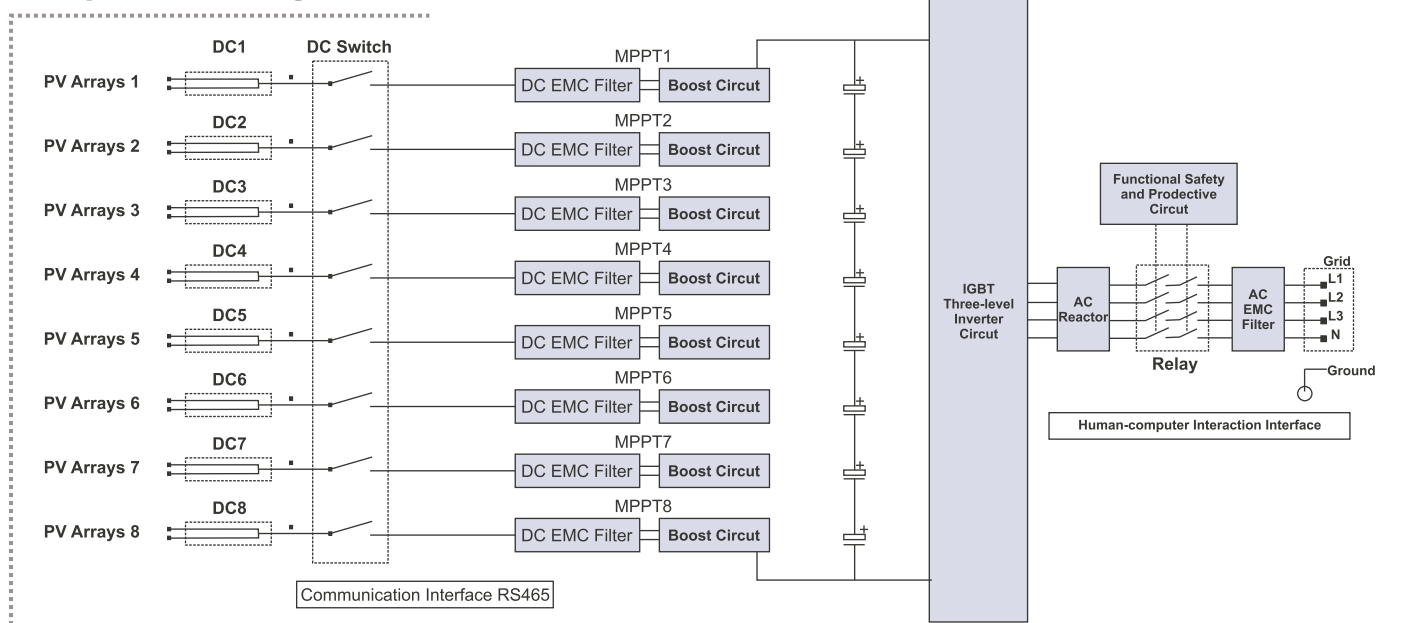 DC1
DC Switch
MPPT1
PV Arrays 1
DC EMC Filter
Boost Circut
DC2
MPPT2
PV Arrays 2
DC EMC Filter
Boost Circut
DC3
MPPT3
PV Arrays 3
DC EMC Filter
Boost Circut
DC4
MPPT4
PV Arrays 4
DC EMC Filter
Boost Circut
DC5
MPPT5
PV Arrays 5
DC EMC Filter
Boost Circut
DC6
MPPT6
PV Arrays 6
DC EMC Filter
Boost Circut
DC7
MPPT7
PV Arrays 7
DC EMC Filter
Boost Circut
DC8
MPPT8
PV Arrays 8
DC EMC Filter
Boost Circut
Communication Interface RS465
IGBT
Three-level
Inverter
Circut
AC
Reactor
Functional Safety
and Prodective
Circut
Relay
AC
EMC
Filter
Grid
L1
L2
L3
N
Ground
Human-computer Interaction Interface